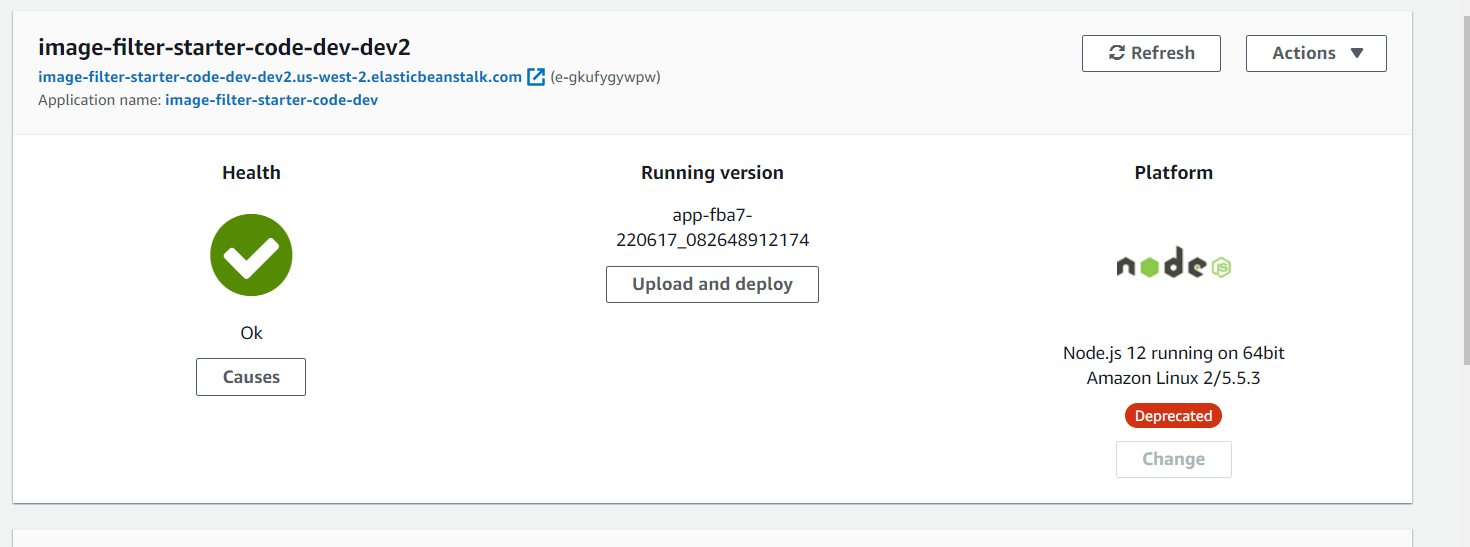 image-filter-starter-code-dev-dev2
Refresh
Actions
image-filter-starter-code-dev-dev2.us-west-2.elasticbeanstalk.com (e-gkufygywpw)
Application name: image-filter-starter-code-dev
Health
Ok
Causes
Running version
app-fba7-
220617_082648912174
Upload and deploy
Platform
node JS
Node.js 12 running on 64bit
Amazon Linux 2/5.5.3
Deprecated
Change